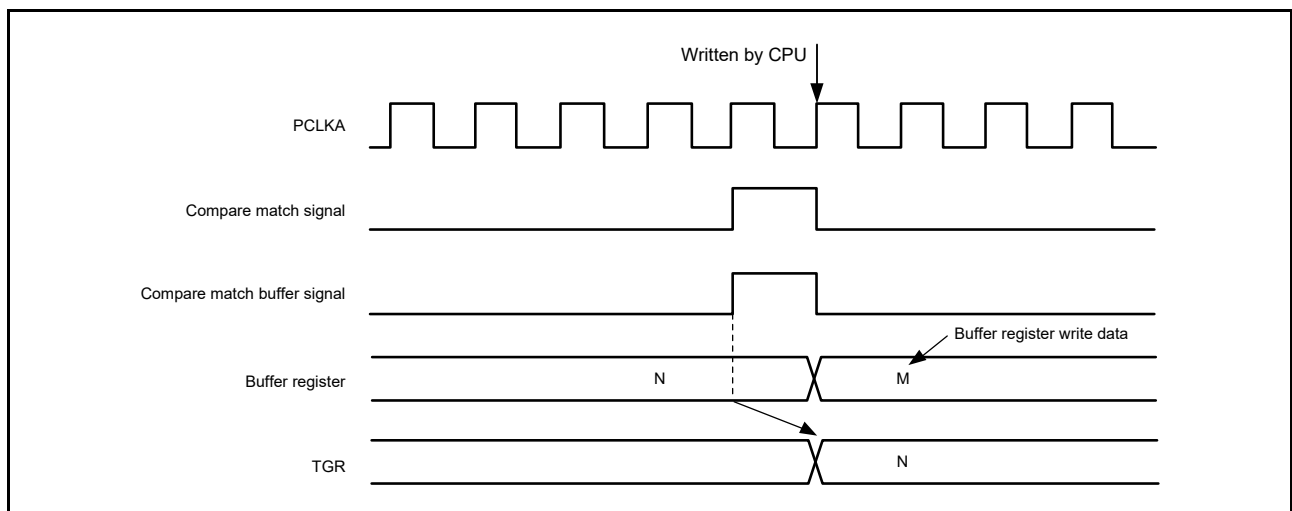 Written by CPU
PCLKA
Compare match signal
Compare match buffer signal
Buffer register write data
Buffer register
N
M
TGR
N